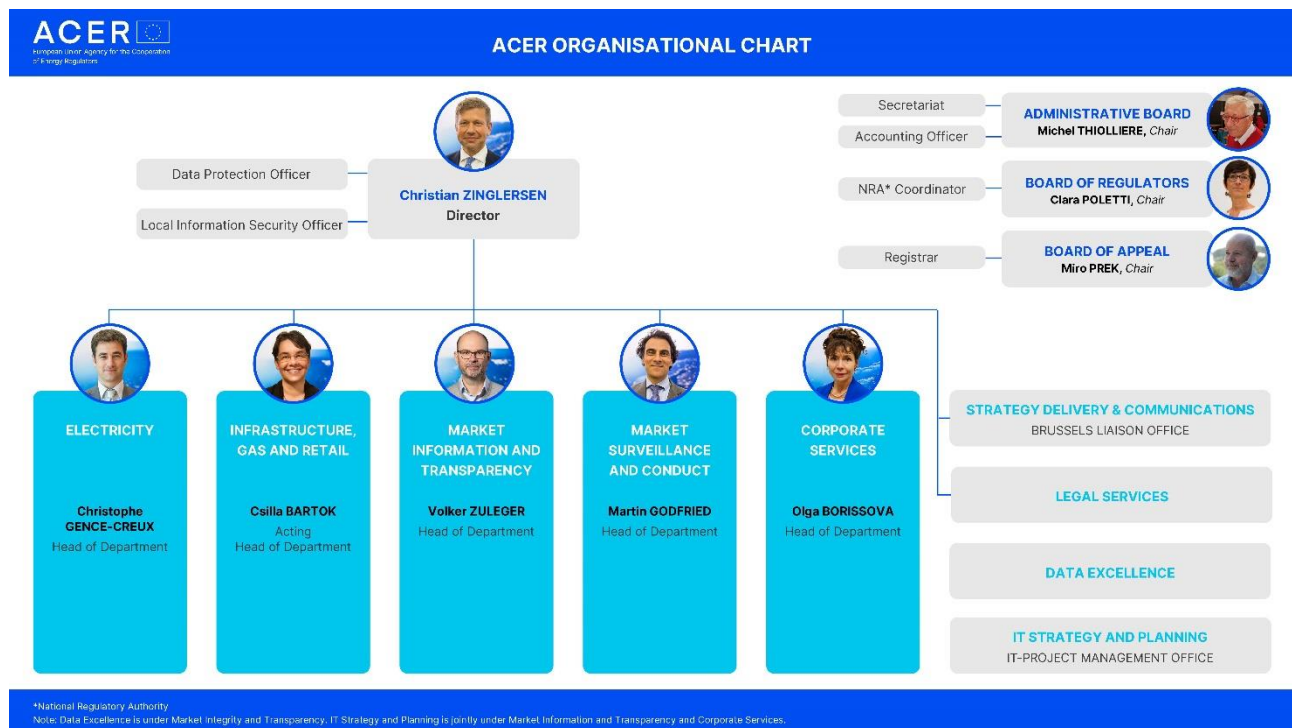 ACER
European Union Agency for the Cooperation
of Energy Regulators
ACER ORGANISATIONAL CHART
Christian ZINGLERSEN
Director
Data Protection Officer
Local Information Security Officer
Secretariat
Accounting Officer
ADMINISTRATIVE BOARD
Michel THIOLLIERE, Chair
NRA* Coordinator
BOARD OF REGULATORS
Clara POLETTI, Chair
Registrar
BOARD OF APPEAL
Miro PREK, Chair
ELECTRICITY
Christophe
GENCE-CREUX
Head of Department
INFRASTRUCTURE,
GAS AND RETAIL
Csilla BARTOK
Acting
Head of Department
MARKET
INFORMATION AND
TRANSPARENCY
Volker ZULEGER
Head of Department
MARKET
SURVEILLANCE
AND CONDUCT
Martin GODFRIED
Head of Department
CORPORATE
SERVICES
Olga BORISSOVA
Head of Department
STRATEGY DELIVERY & COMMUNICATIONS
BRUSSELS LIAISON OFFICE
LEGAL SERVICES
DATA EXCELLENCE
IT STRATEGY AND PLANNING
IT-PROJECT MANAGEMENT OFFICE
*National Regulatory Authority
Note: Data Excellence is under Market Integrity and Transparency. IT Strategy and Planning is jointly under Market Information and Transparency and Corporate Services.